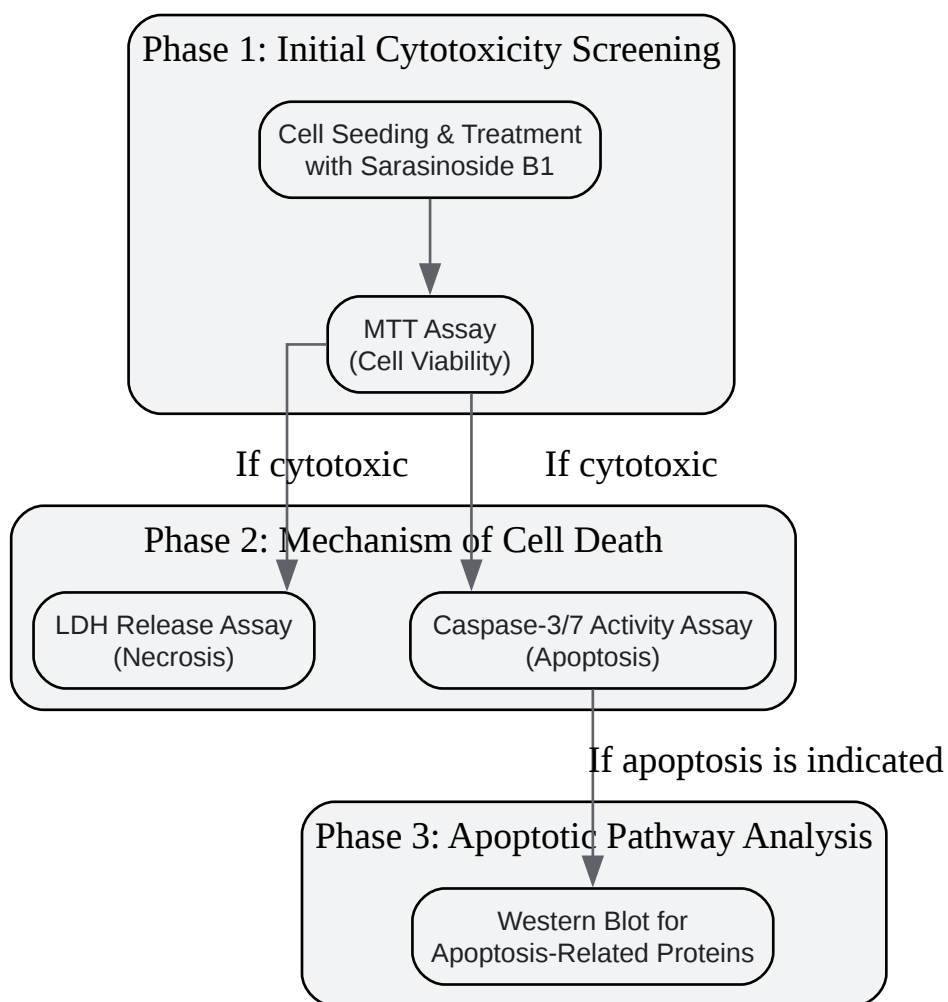 Phase 1: Initial Cytotoxicity Screening
Cell Seeding & Treatment
with Sarasinoside B1
MTT Assay
(Cell Viability)
If cytotoxic
If cytotoxic
Phase 2: Mechanism of Cell Death
LDH Release Assay
(Necrosis)
Caspase-3/7 Activity Assay
(Apoptosis)
If apoptosis is indicated
Phase 3: Apoptotic Pathway Analysis
Western Blot for
Apoptosis-Related Proteins